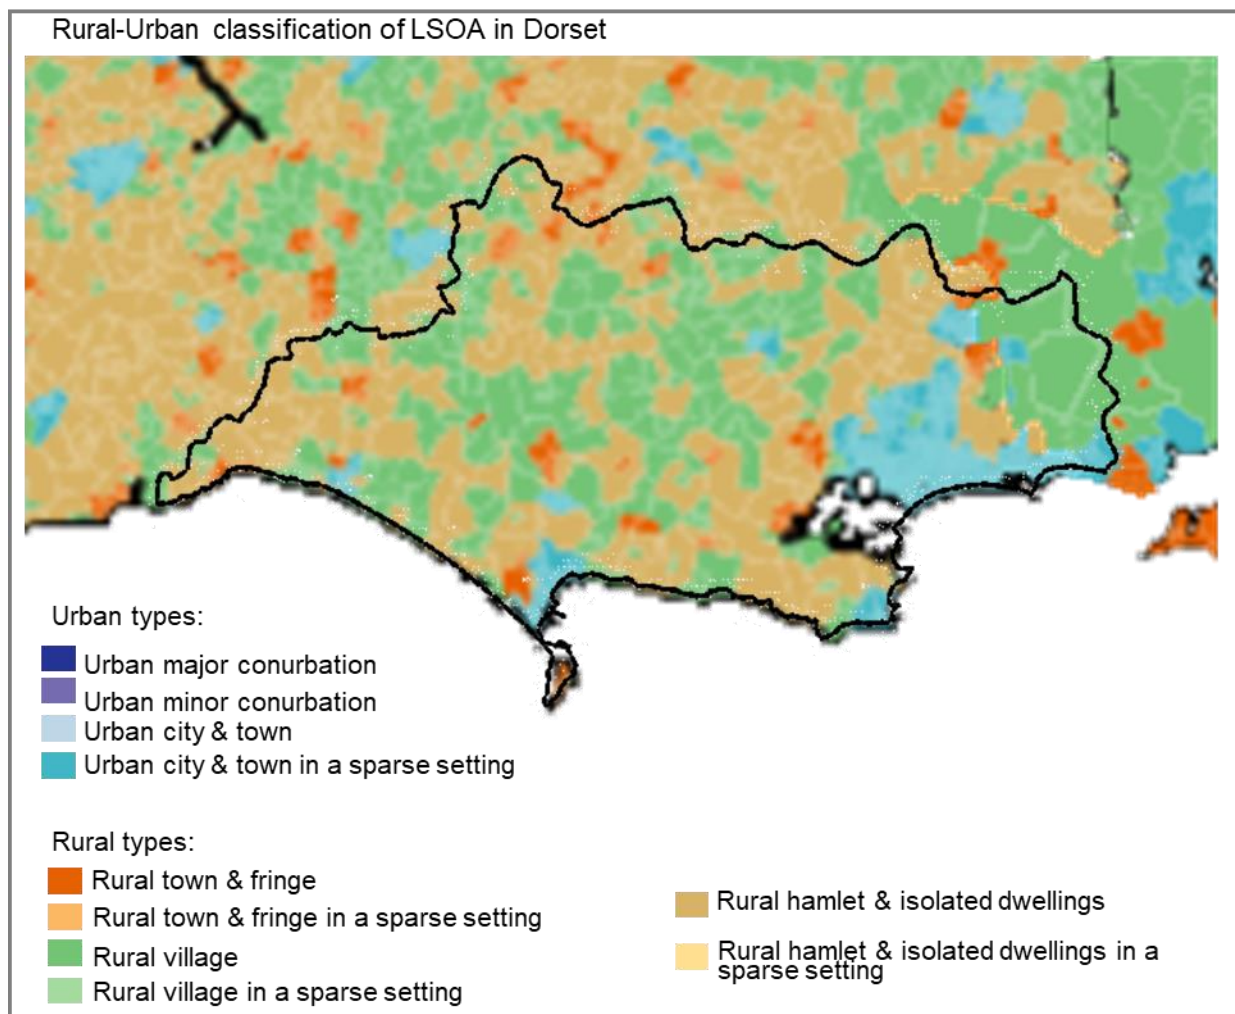 Rural-Urban classification of LSOA in Dorset
Urban types:
Urban major conurbation
Urban minor conurbation
Urban city & town
Urban city & town in a sparse setting
Rural types:
Rural town & fringe
Rural town & fringe in a sparse setting
Rural village
Rural village in a sparse setting
Rural hamlet & isolated dwellings
Rural hamlet & isolated dwellings in a
sparse setting